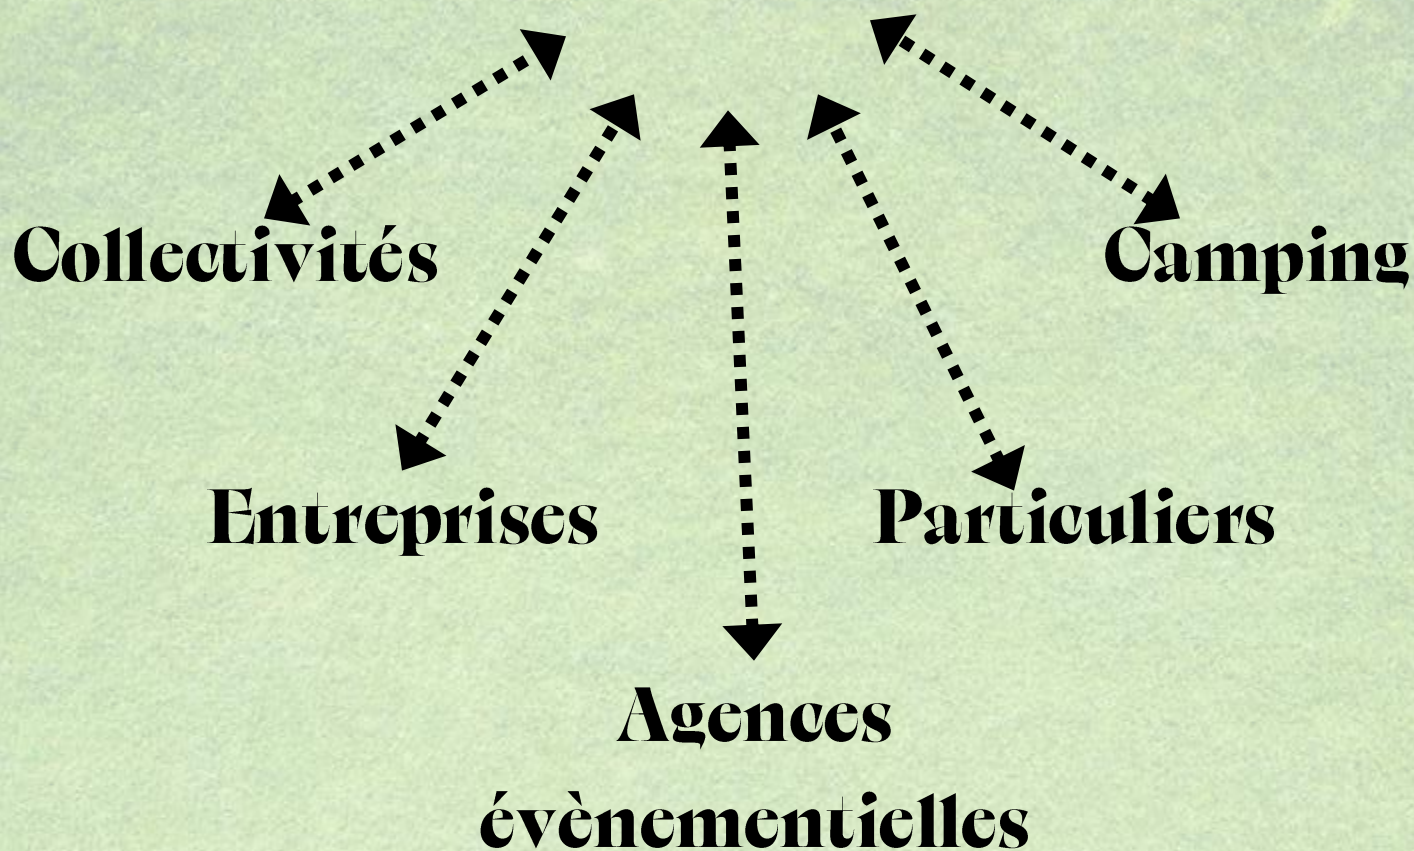 Collectivités
Camping
Entreprises
Particuliers
Agences
évènementielles